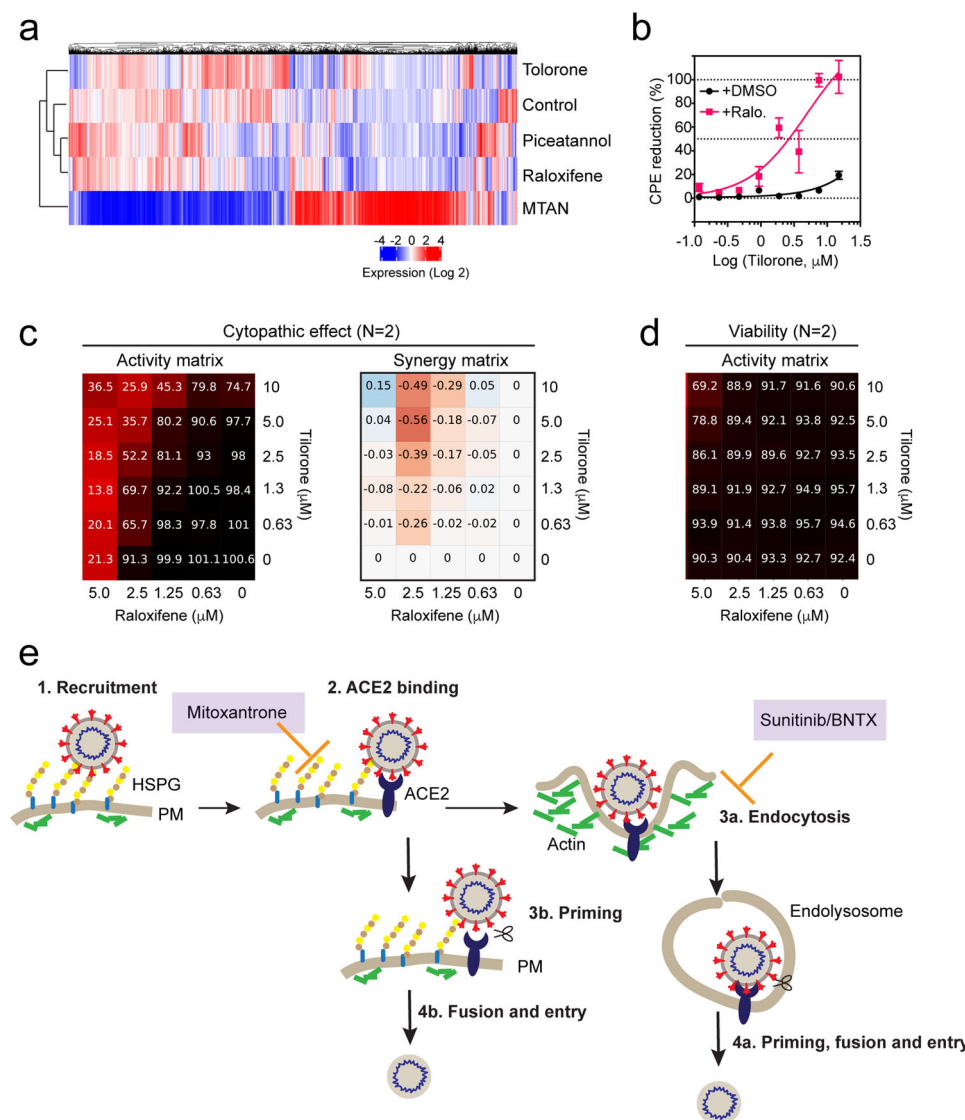 a
Tolorone
Control
Piceatannol
Raloxifene
MTAN
-4 -2 0 2 4
Expression (Log 2)
b
CPE reduction (%)
100
80
60
40
20
0
+DMSO
+Ralo.
-1.0 -0.5 0 0.5 1.0 1.5
Log (Tilorone, μM)
c
Cytopathic effect (N=2)
Activity matrix
36.5 25.9 45.3 79.8 74.7 10
25.1 35.7 80.2 90.6 97.7 5.0
18.5 52.2 81.1 93 98 2.5
13.8 69.7 92.2 100.5 98.4 1.3
20.1 65.7 98.3 97.8 101 0.63
21.3 91.3 99.9 101.1 100.6 0
5.0 2.5 1.25 0.63 0
Raloxifene (μM)
Tilorone (μM)
Synergy matrix
0.15 -0.49 -0.29 0.05 0 10
0.04 -0.56 -0.18 -0.07 0 5.0
-0.03 -0.39 -0.17 -0.05 0 2.5
-0.08 -0.22 -0.06 0.02 0 1.3
-0.01 -0.26 -0.02 -0.02 0 0.63
0 0 0 0 0 0
5.0 2.5 1.25 0.63 0
Raloxifene (μM)
Tilorone (μM)
d
Viability (N=2)
Activity matrix
69.2 88.9 91.7 91.6 90.6 10
78.8 89.4 92.1 93.8 92.5 5.0
86.1 89.9 89.6 92.7 93.5 2.5
89.1 91.9 92.7 94.9 95.7 1.3
93.9 91.4 93.8 95.7 94.6 0.63
90.3 94.4 93.3 92.7 92.4 0
5.0 2.5 1.25 0.63 0
Raloxifene (μM)
Tilorone (μM)
e
1. Recruitment
Mitoxantrone
2. ACE2 binding
Sunitinib/BNTX
HSPG
PM
ACE2
Actin
3a. Endocytosis
3b. Priming
PM
Endolysosome
4b. Fusion and entry
4a. Priming, fusion and entry